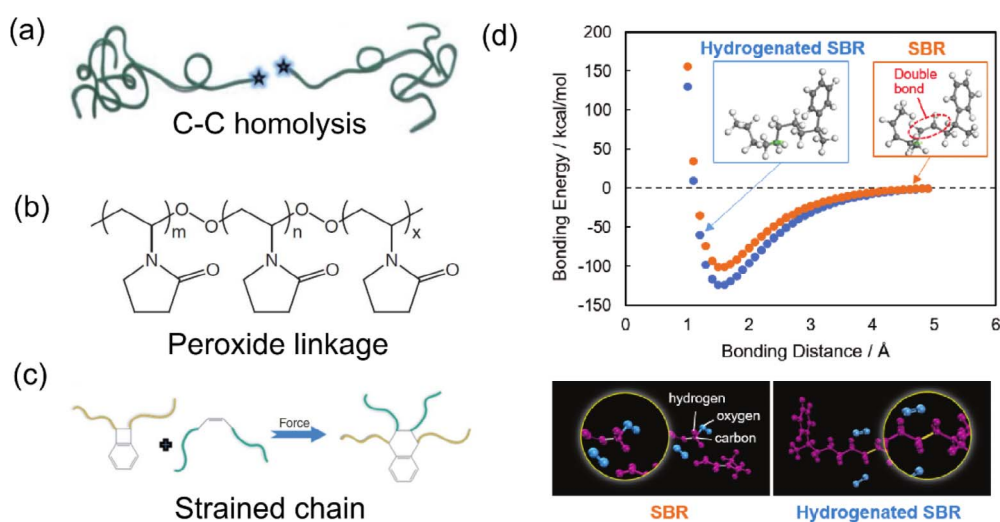 (a)
C-C homolysis
(b)
O O O O
m n x
N O N O N O
Peroxide linkage
(c)
Force
Strained chain
(d)
200
150
100
50
0
-50
-100
-150
Bonding Energy / kcal/mol
Hydrogenated SBR
SBR
Double
bond
0 1 2 3 4 5 6
Bonding Distance / Å
hydrogen
oxygen
carbon
SBR
Hydrogenated SBR